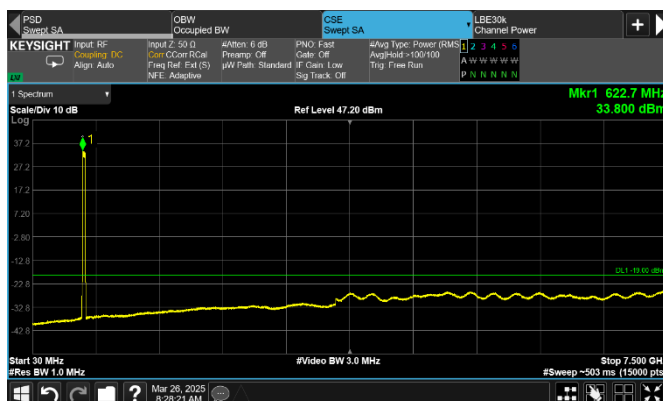 PSD
Swept SA
OBW
Occupied BW
CSE
Swept SA
LBE30k
Channel Power
KEYSIGHT
Input: RF
Coupling: DC
Align: Auto
Input Z: 50 Ω
Corr CCorr RCal
Freq Ref: Ext (S)
NFE: Adaptive
#Atten: 6 dB
Preamp: Off
µW Path: Standard
PNO: Fast
Gate: Off
IF Gain: Low
Sig Track: Off
#Avg Type: Power (RMS
Avg|Hold:>100/100
Trig: Free Run
1 2 3 4 5 6
A W W W W W
P N N N N N
1 Spectrum
Mkr1 622.7 MHz
Scale/Div 10 dB
Ref Level 47.20 dBm
33.800 dBm
Log
1
37.2
27.2
17.2
7.20
-2.80
-12.8
DL1 -19.00 dBm
-22.8
-32.8
-42.8
Start 30 MHz
#Video BW 3.0 MHz
Stop 7.500 GH
#Res BW 1.0 MHz
#Sweep ~503 ms (15000 pts
?
Mar 26, 2025
8:28:21 AM